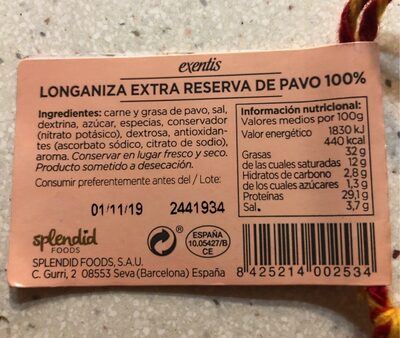 exentis
LONGANIZA EXTRA RESERVA DE PAVO 100%
Ingredientes: carne y grasa de pavo, sal,
dextrina, azúcar, especias, conservador
(nitrato potásico), dextrosa, antioxidan-
tes (ascorbato sódico, citrato de sodio),
aroma. Conservar en lugar fresco y seco.
Producto sometido a desecación.
Consumir preferentemente antes del / Lote:
01/11/19 2441934
Información nutricional:
Valores medios por 100g
Valor energético 1830 kJ
440 kcal
Grasas 32 g
de las cuales saturadas 12 g
Hidratos de carbono 2,8 g
de los cuales azúcares 1,3 g
Proteínas 29,1 g
Sal 3,7 g
splendid
FOODS
SPLENDID FOODS, S.A.U.
C. Gurri, 2 08553 Seva (Barcelona) España
ESPAÑA
10.05427/B
CE
8 425214 002534